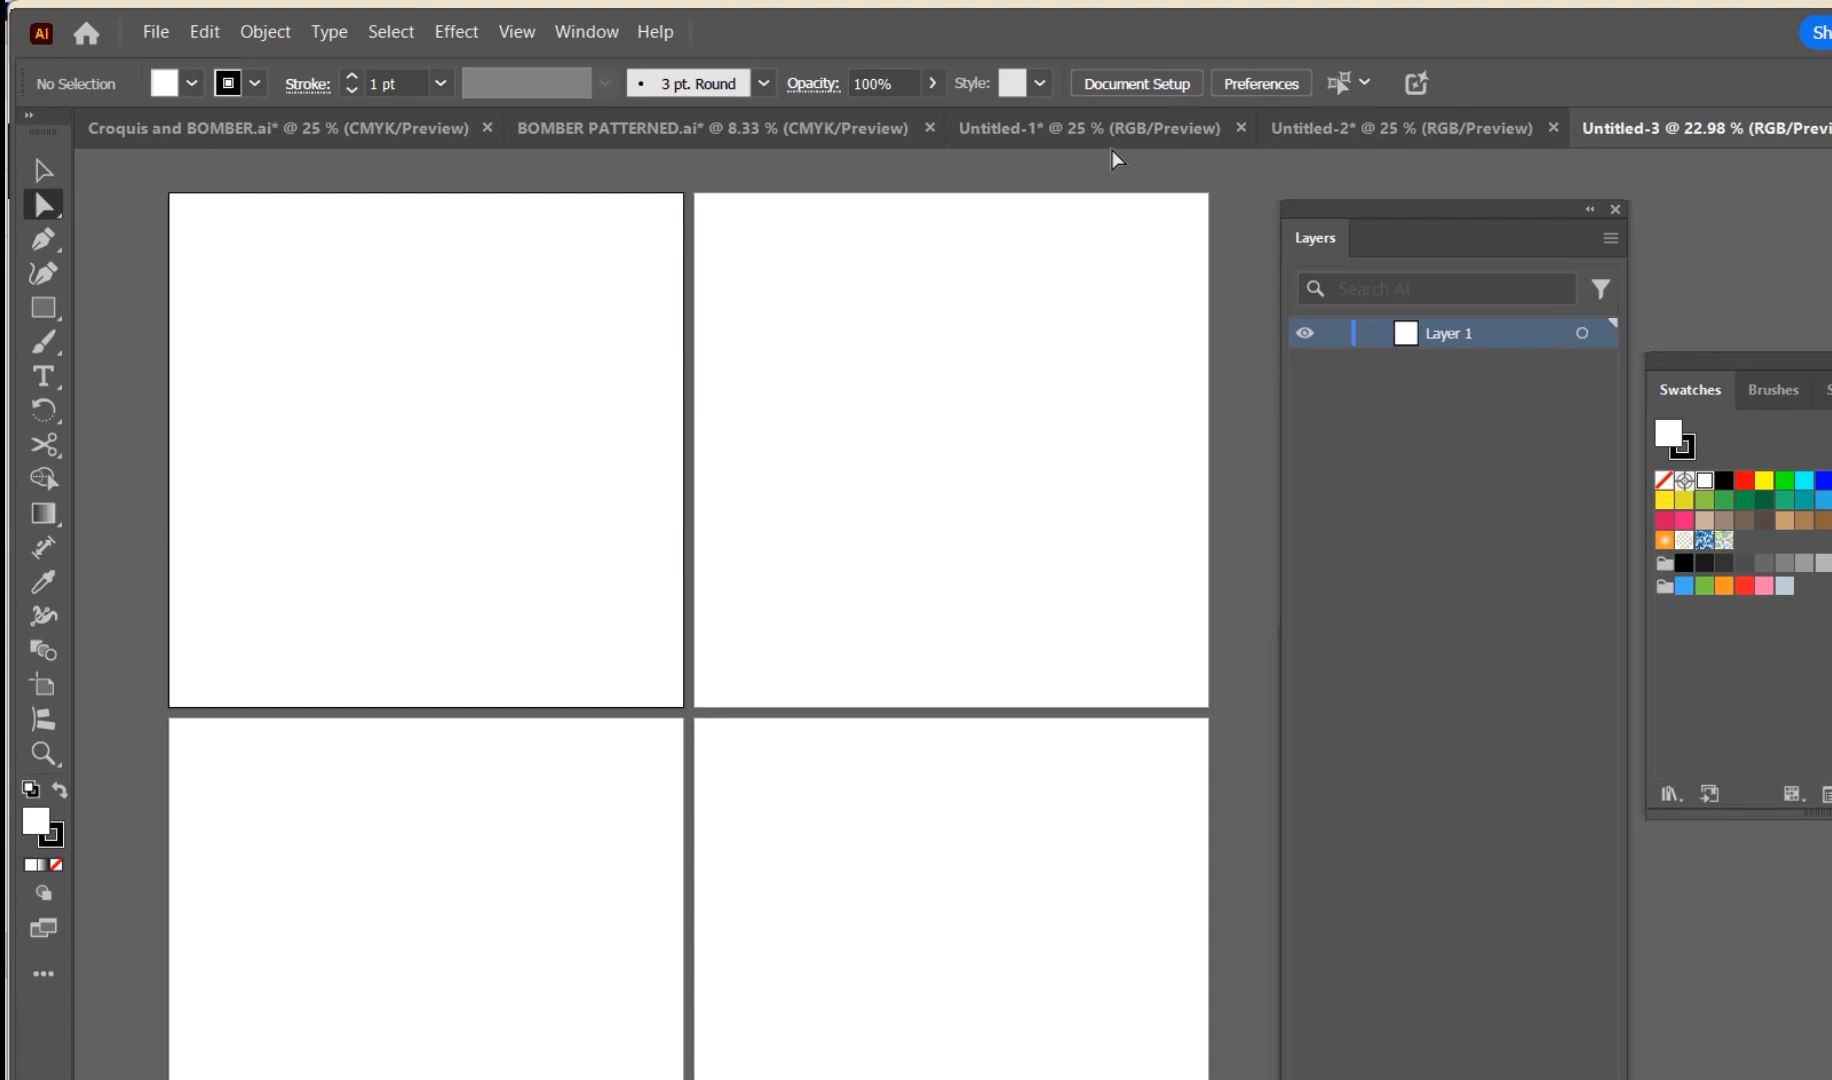 Ai File Edit Object Type Select Effect View Window Help Sh
No Selection Stroke: 1 pt 3 pt. Round Opacity: 100% Style: Document Setup Preferences
Croquis and BOMBER.ai* @ 25 % (CMYK/Preview) BOMBER PATTERNED.ai* @ 8.33 % (CMYK/Preview) Untitled-1* @ 25 % (RGB/Preview) Untitled-2* @ 25 % (RGB/Preview) Untitled-3 @ 22.98 % (RGB/Previ
Layers
Search All
Layer 1
Swatches Brushes S